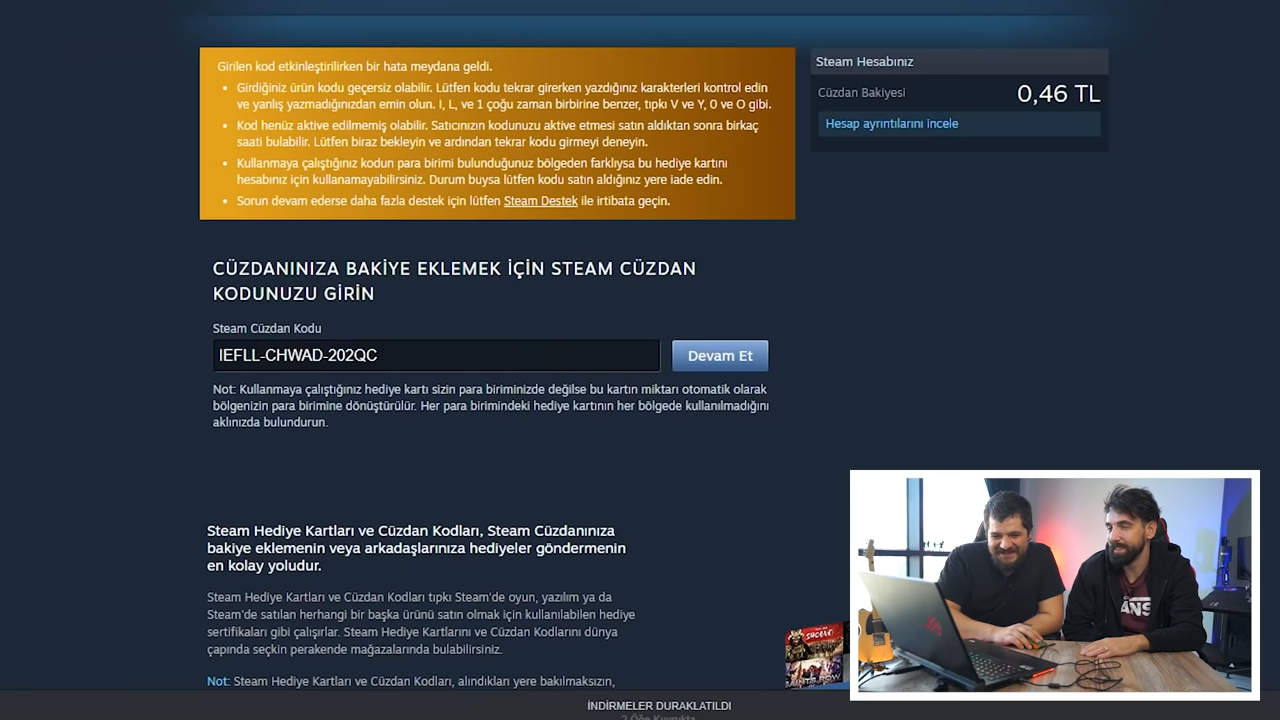 Girilen kod etkinleştirilirken bir hata meydana geldi.
Girdiğiniz ürün kodu geçersiz olabilir. Lütfen kodu tekrar girerken yazdığınız karakterleri kontrol edin
ve yanlış yazmadığınızdan emin olun. I, L, ve 1 çoğu zaman birbirine benzer, tıpkı V ve Y, 0 ve O gibi.
Kod henüz aktive edilmemiş olabilir. Satıcınızın kodunuzu aktive etmesi satın aldıktan sonra birkaç
saati bulabilir. Lütfen biraz bekleyin ve ardından tekrar kodu girmeyi deneyin.
Kullanmaya çalıştığınız kodun para birimi bulunduğunuz bölgeden farklıysa bu hediye kartını
hesabınız için kullanamayabilirsiniz. Durum buysa lütfen kodu satın aldığınız yere iade edin.
Sorun devam ederse daha fazla destek için lütfen Steam Destek ile irtibata geçin.
Steam Hesabınız
Cüzdan Bakiyesi 0,46 TL
Hesap ayrıntılarını incele
CÜZDANINIZA BAKİYE EKLEMEK İÇİN STEAM CÜZDAN
KODUNUZU GİRİN
Steam Cüzdan Kodu
IEFLL-CHWAD-202QC
Devam Et
Not: Kullanmaya çalıştığınız hediye kartı sizin para biriminizde değilse bu kartın miktarı otomatik olarak
bölgenizin para birimine dönüştürülür. Her para birimindeki hediye kartının her bölgede kullanılmadığını
aklınızda bulundurun.
Steam Hediye Kartları ve Cüzdan Kodları, Steam Cüzdanınıza
bakiye eklemenin veya arkadaşlarınıza hediyeler göndermenin
en kolay yoludur.
Steam Hediye Kartları ve Cüzdan Kodları tıpkı Steam'de oyun, yazılım ya da
Steam'de satılan herhangi bir başka ürünü satın olmak için kullanılabilen hediye
sertifikaları gibi çalışırlar. Steam Hediye Kartlarını ve Cüzdan Kodlarını dünya
çapında seçkin perakende mağazalarında bulabilirsiniz.
Not: Steam Hediye Kartları ve Cüzdan Kodları, alındıkları yere bakılmaksızın,
SHOGUN
ANS
İNDİRMELER DURAKLATILDI
2 Öğe Kuyrukta